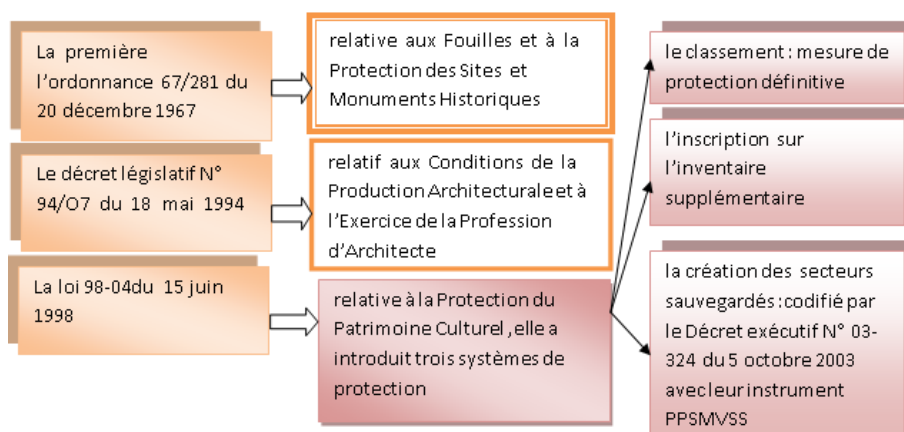 La première
l'ordonnance 67/281 du
20 décembre 1967
relative aux Fouilles et à la
Protection des Sites et
Monuments Historiques
Le décret législatif N°
94/O7 du 18 mai 1994
relatif aux Conditions de la
Production Architecturale et à
l'Exercice de la Profession
d'Architecte
La loi 98-04du 15 juin
1998
relative à la Protection du
Patrimoine Culturel ,elle a
introduit trois systèmes de
protection
le classement : mesure de
protection définitive
l'inscription sur
l'inventaire
supplémentaire
la création des secteurs
sauvegardés : codifié par
le Décret exécutif N° 03-
324 du 5 octobre 2003
avec leur instrument
PPSMVSS